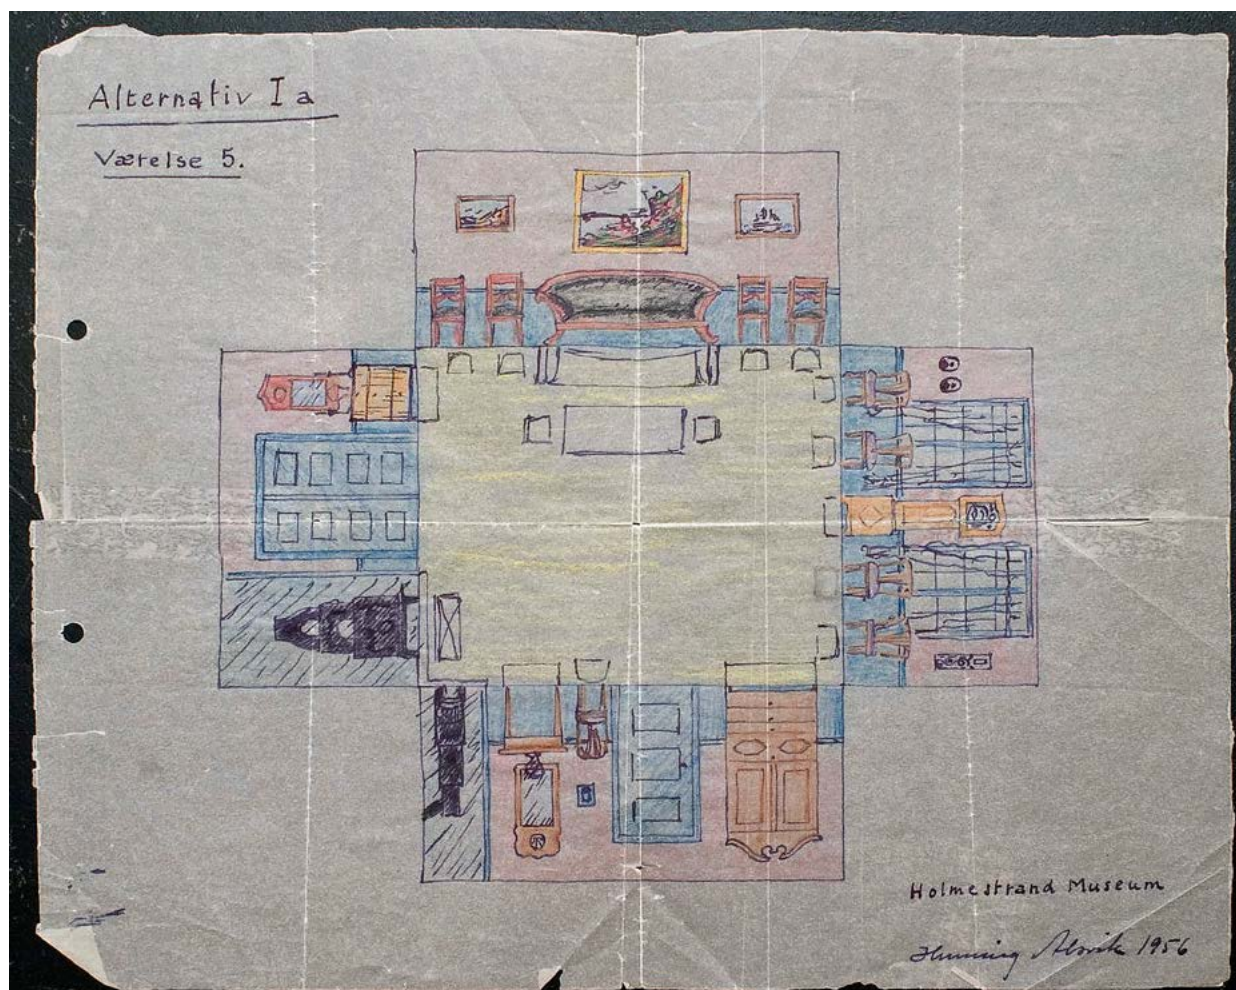 Alternativ I a
Værelse 5.
Holmestrand Museum
Henning Alsvik 1956